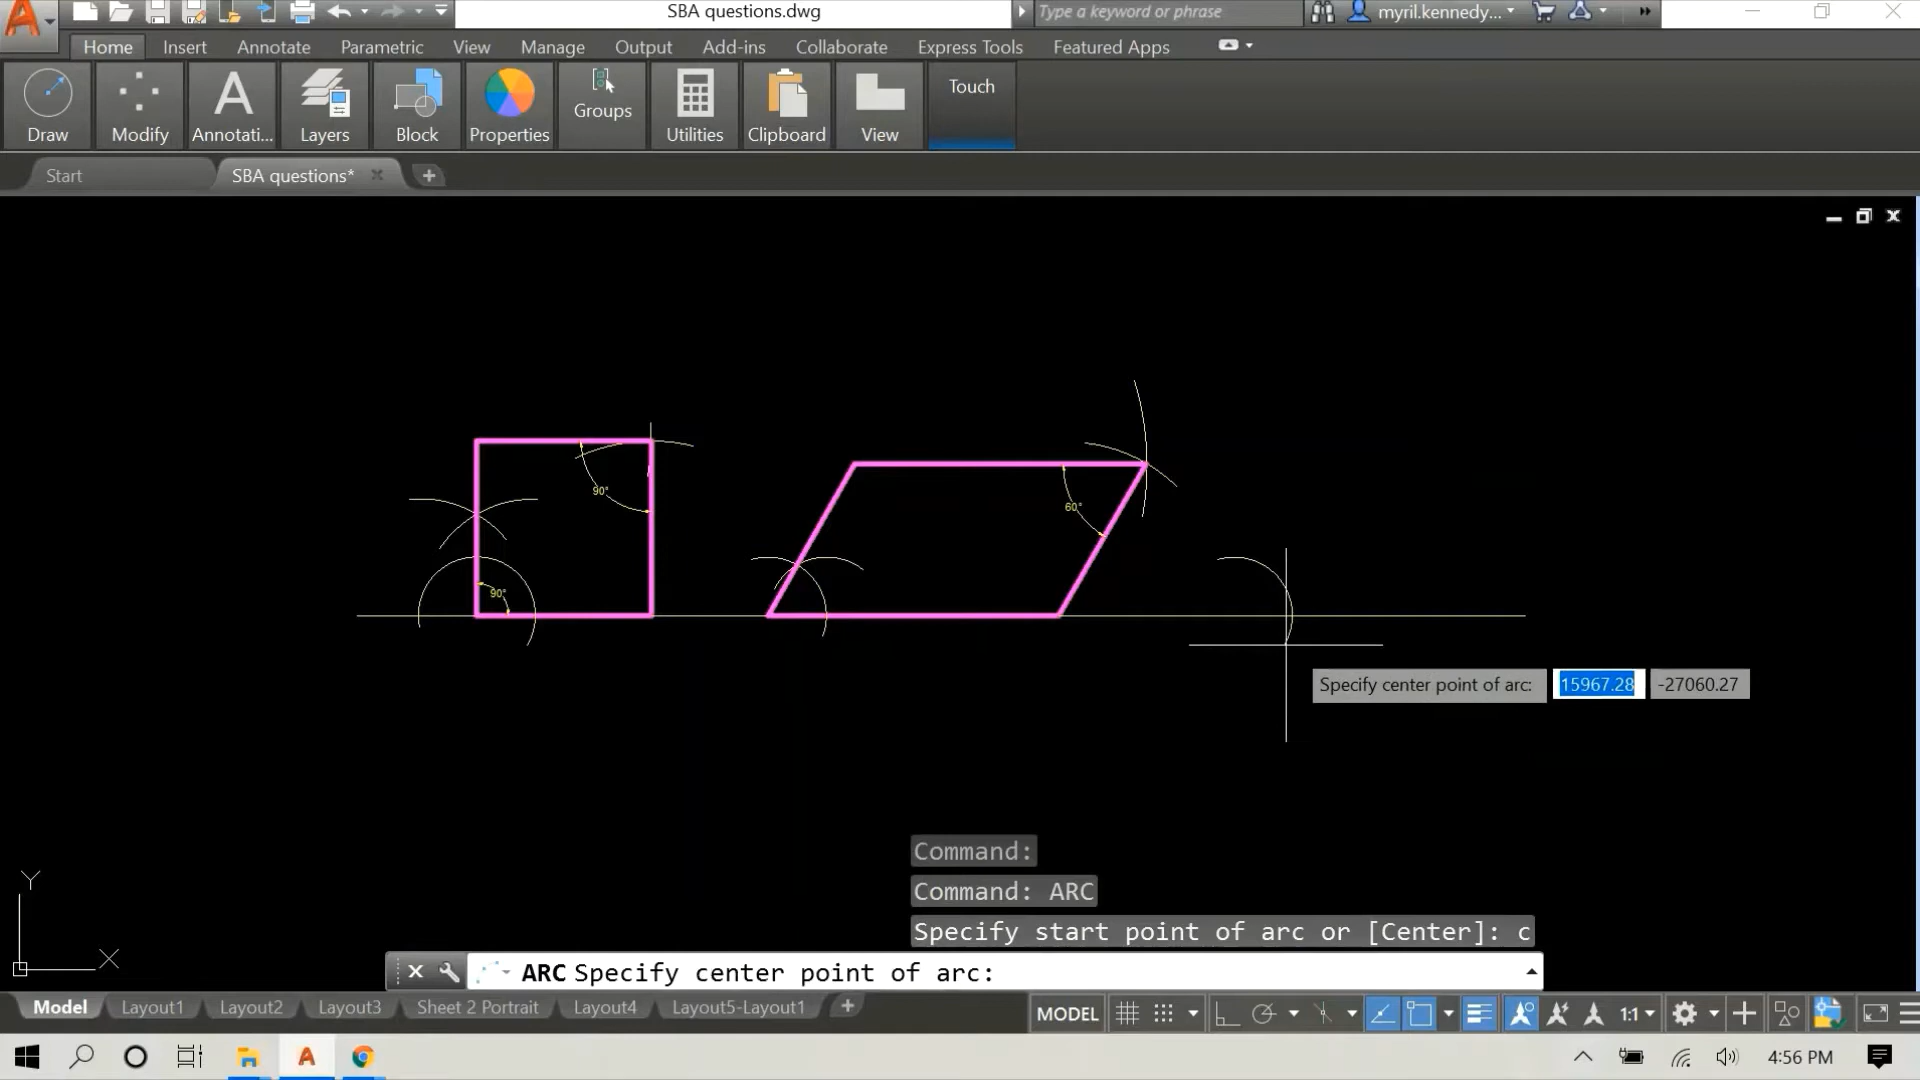 SBA questions.dwg
Type a keyword or phrase
myril.kennedy...
Home Insert Annotate Parametric View Manage Output Add-ins Collaborate Express Tools Featured Apps
Draw Modify Annotati... Layers Block Properties Groups Utilities Clipboard View Touch
Start SBA questions*
90°
60°
90°
Specify center point of arc: 15967.28 -27060.27
Command:
Command: ARC
Specify start point of arc or [Center]: c
Y
X
ARC Specify center point of arc:
Model Layout1 Layout2 Layout3 Sheet 2 Portrait Layout4 Layout5-Layout1 MODEL 1:1
4:56 PM